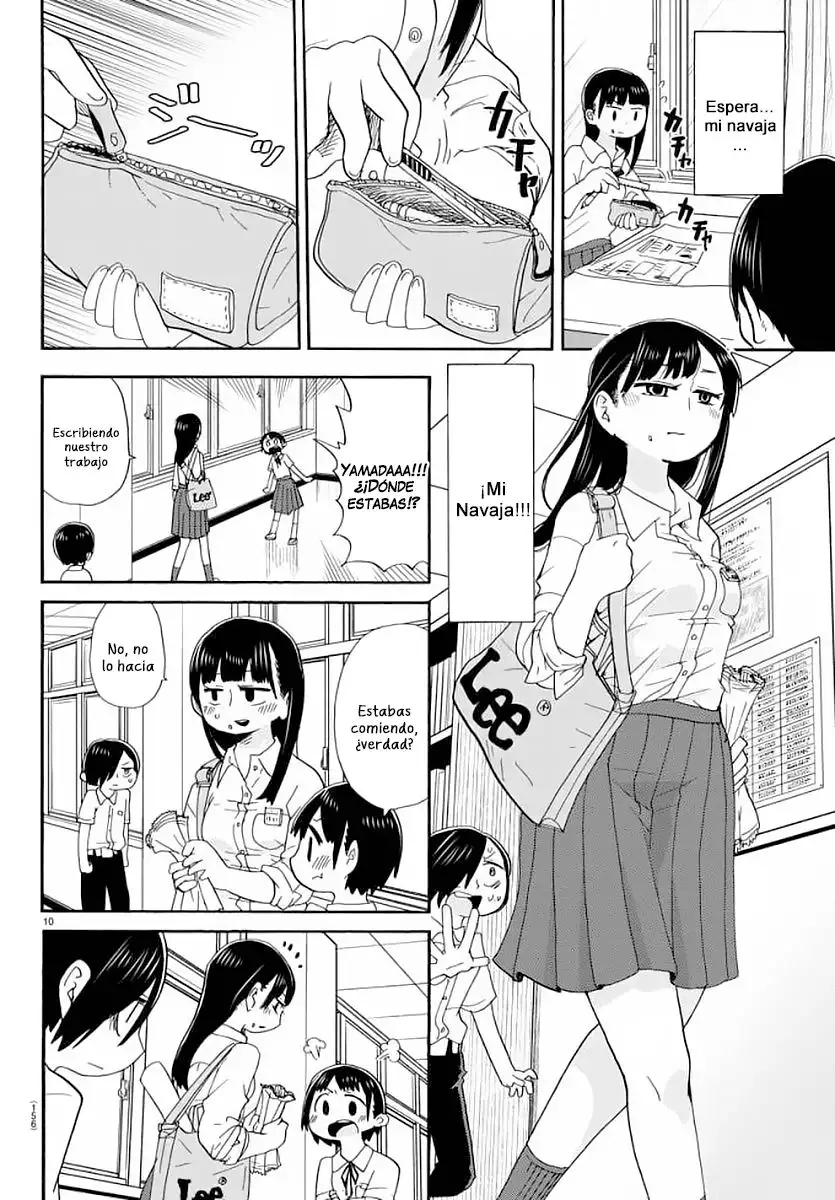 Espera...
mi navaja
...
カチャ
カチャ
カチャ
ジーッ
¡Mi
Navaja!!!
Lee
®
YAMADAAA!!!
¿¡DÓNDE
ESTABAS!?
Escribiendo
nuestro
trabajo
Lee
Estabas
comiendo,
¿verdad?
No, no
lo hacia
10
Lee
(156)